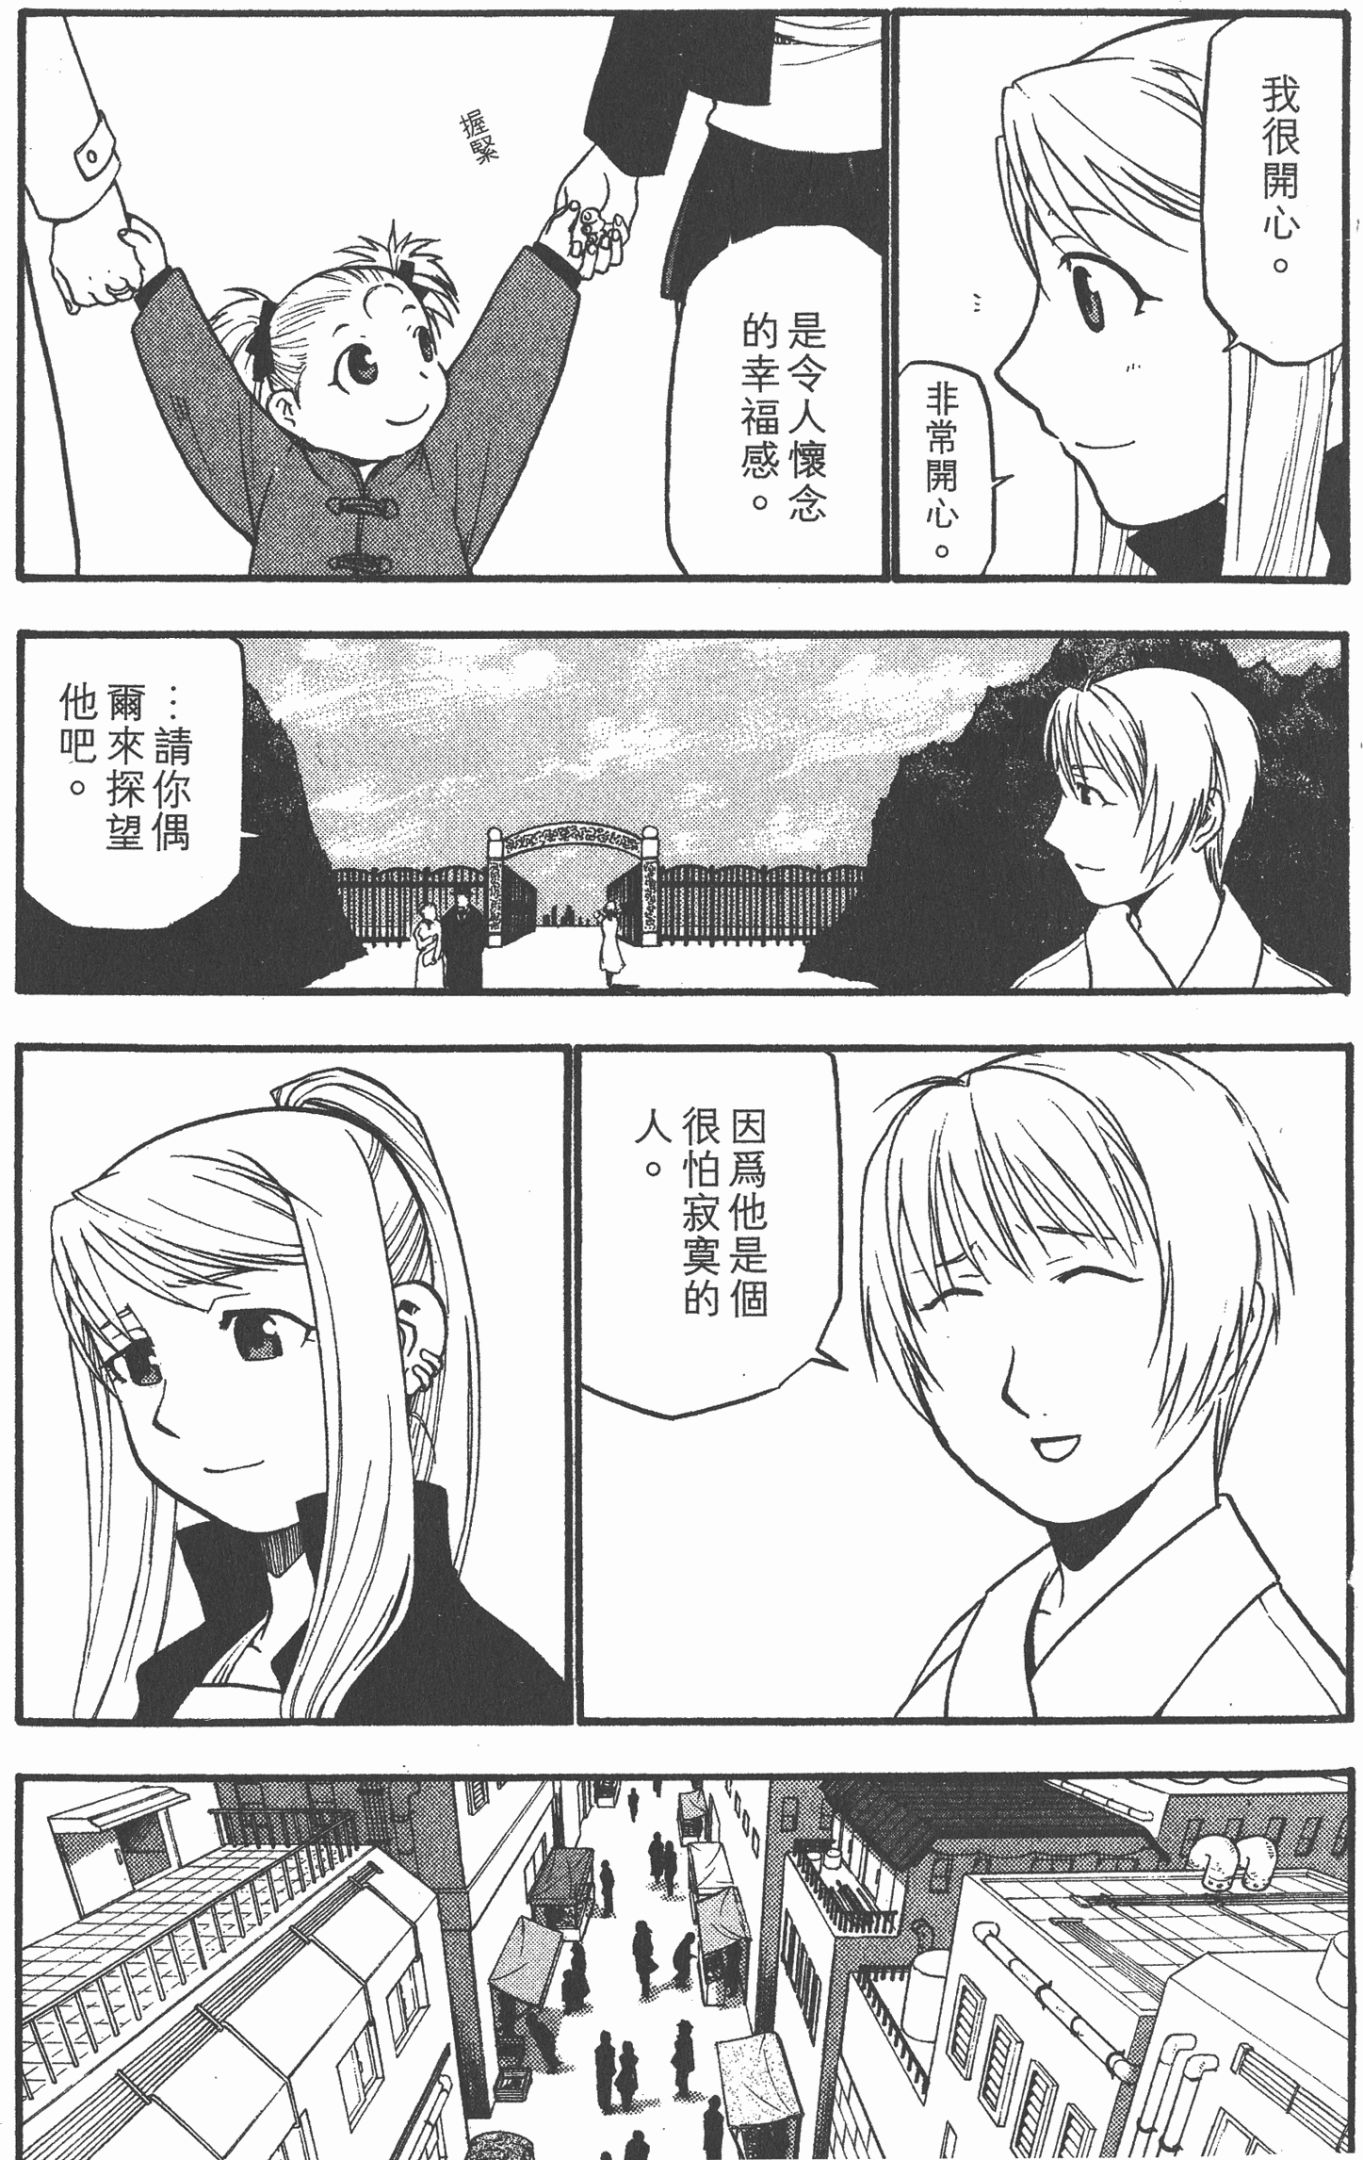 我很開心。
非常開心。
握緊
是令人懷念
的幸福感。
…請你偶
爾來探望
他吧。
因爲他是個
很怕寂寞的
人。